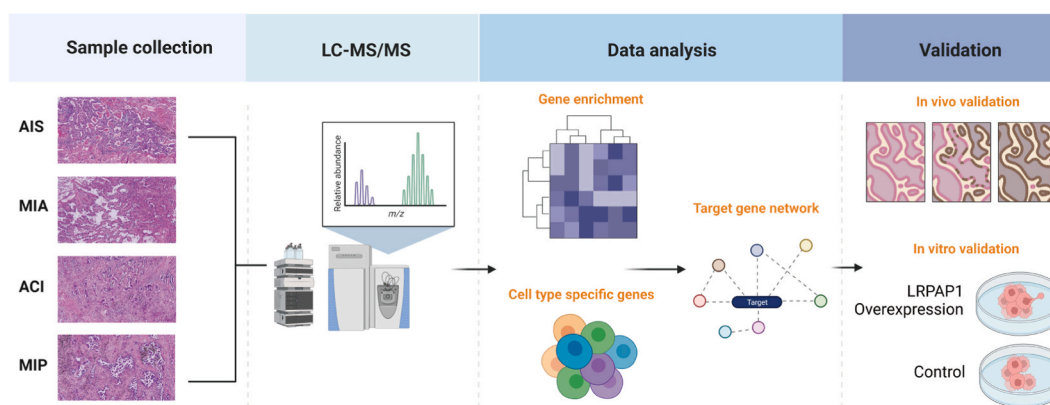 Sample collection
LC-MS/MS
Data analysis
Validation
AIS
MIA
ACI
MIP
Relative abundance
m/z
Gene enrichment
Cell type specific genes
Target gene network
Target
In vivo validation
In vitro validation
LRPAP1
Overexpression
Control